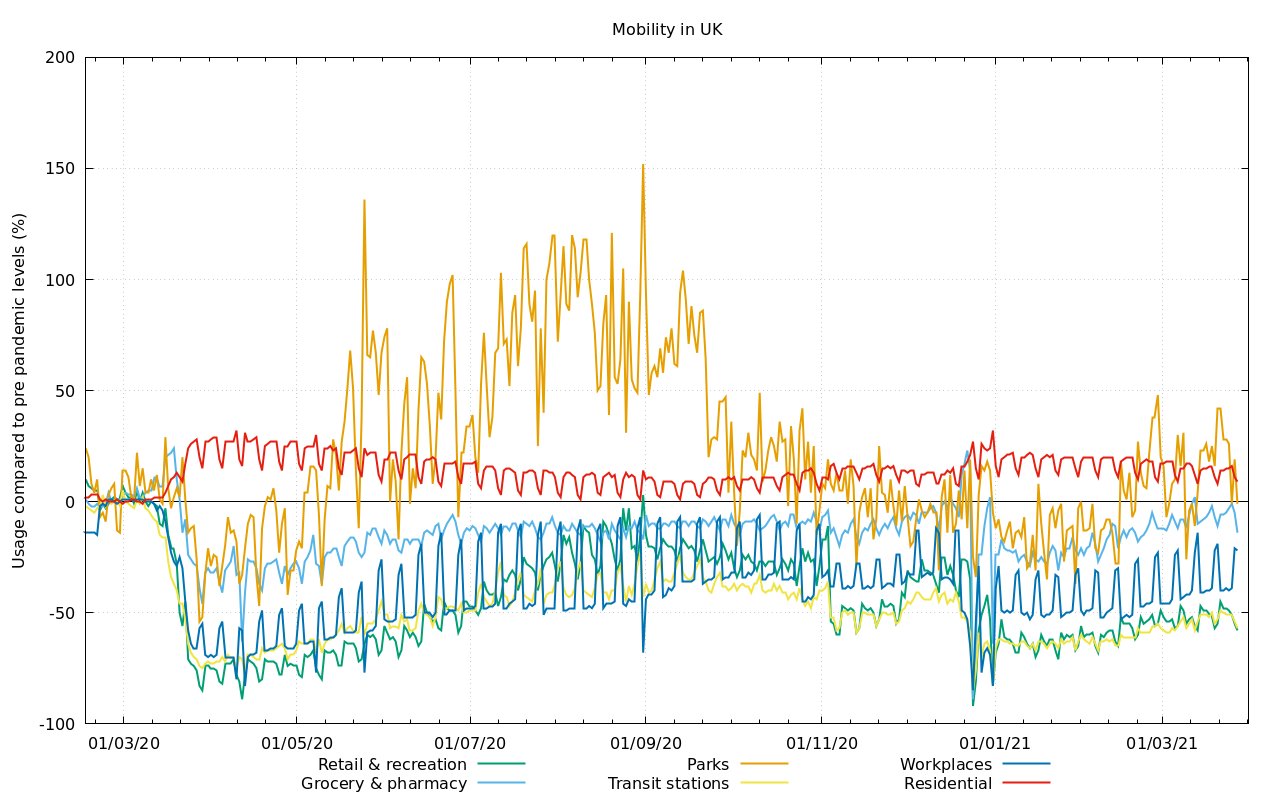 Mobility in UK
Usage compared to pre pandemic levels (%)
200
150
100
50
0
-50
-100
01/03/20 01/05/20 01/07/20 01/09/20 01/11/20 01/01/21 01/03/21
Retail & recreation Parks Workplaces
Grocery & pharmacy Transit stations Residential